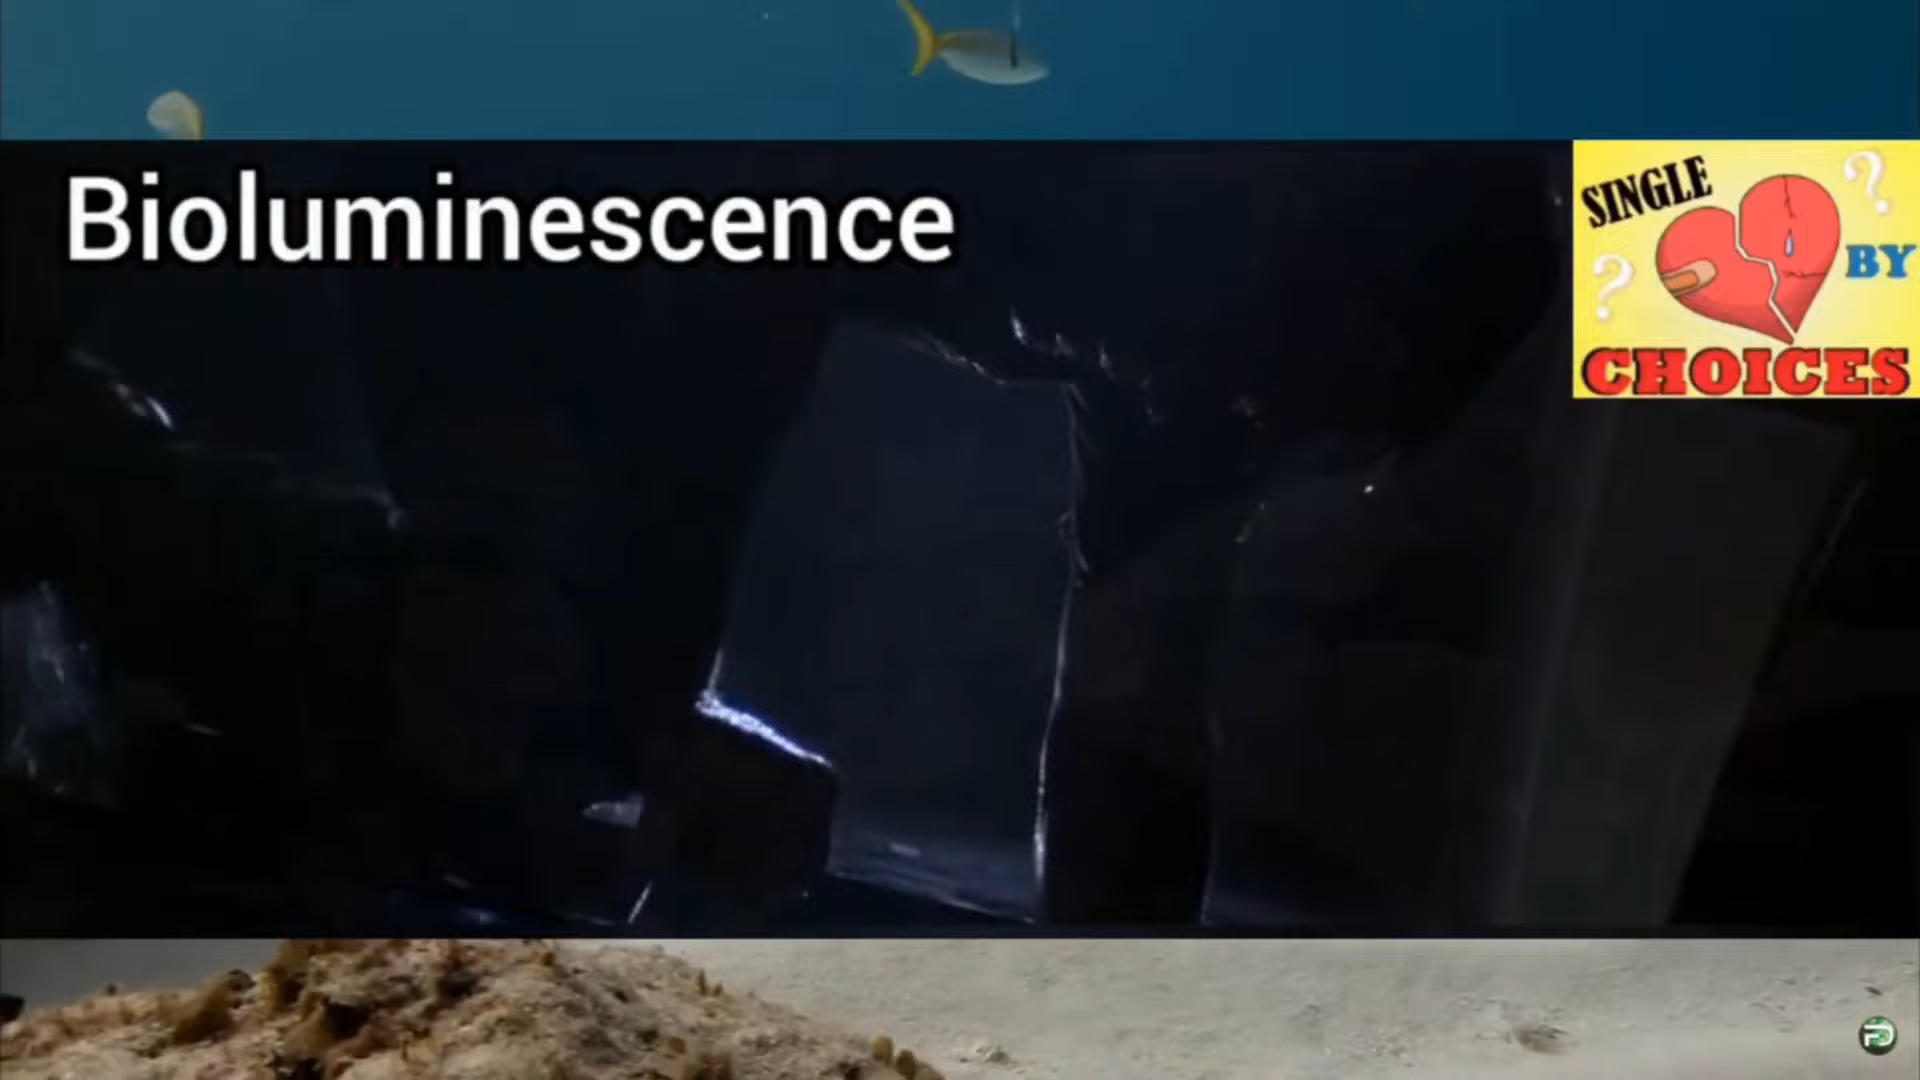 Bioluminescence
SINGLE
? ?
BY
CHOICES